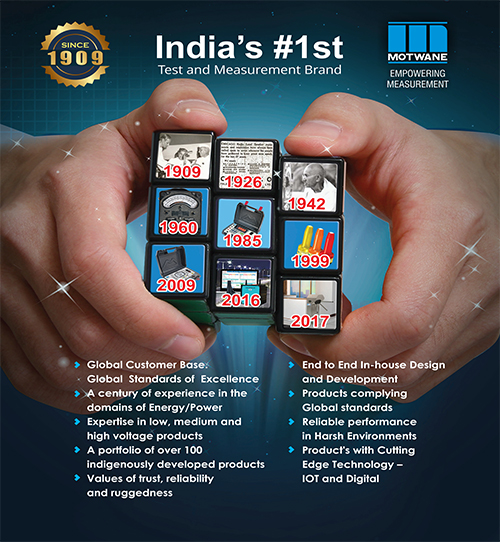 SINCE
1909
India's #1st
Test and Measurement Brand
MOTWANE
EMPOWERING
MEASUREMENT
1909
1926
1942
1960
1985
1999
2009
2016
2017
Global Customer Base.
Global Standards of Excellence
A century of experience in the
domains of Energy/Power
Expertise in low, medium and
high voltage products
A portfolio of over 100
indigenously developed products
Values of trust, reliability
and ruggedness
End to End In-house Design
and Development
Products complying
Global standards
Reliable performance
in Harsh Environments
Product's with Cutting
Edge Technology –
IOT and Digital